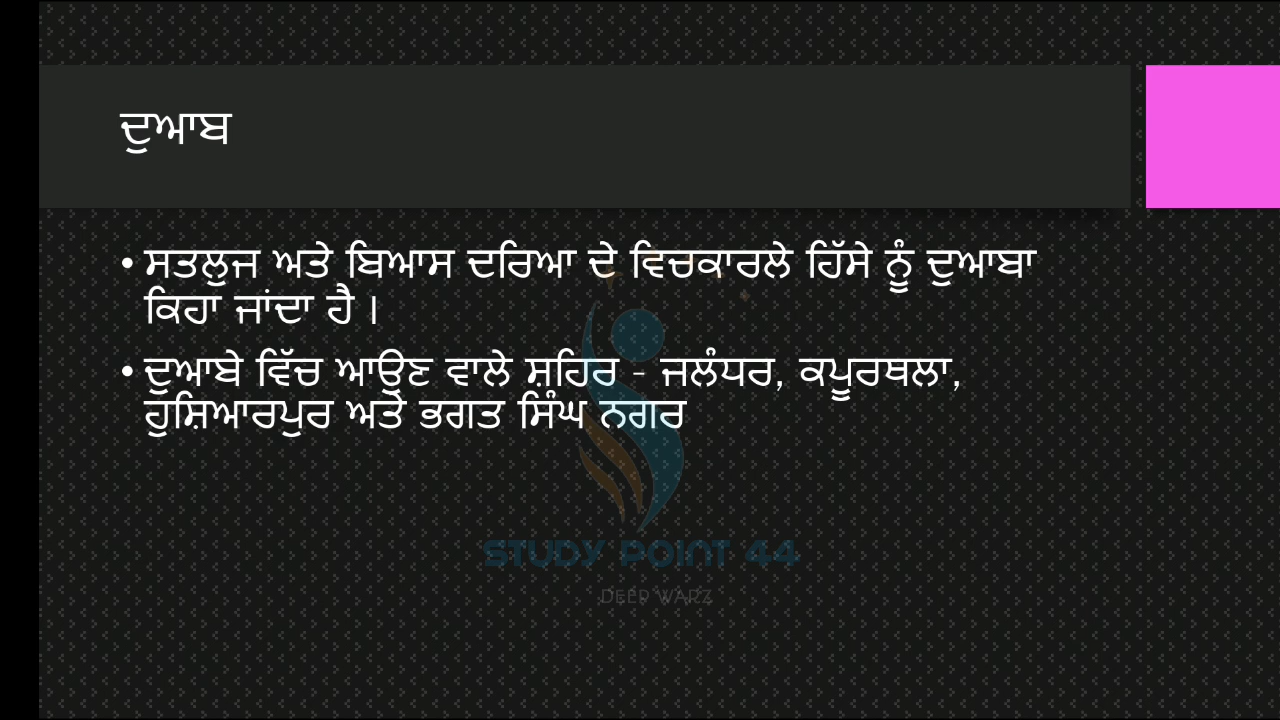 ਦੁਆਬ
• ਸਤਲੁਜ ਅਤੇ ਬਿਆਸ ਦਰਿਆ ਦੇ ਵਿਚਕਾਰਲੇ ਹਿੱਸੇ ਨੂੰ ਦੁਆਬਾ
ਕਿਹਾ ਜਾਂਦਾ ਹੈ।
• ਦੁਆਬੇ ਵਿੱਚ ਆਉਣ ਵਾਲੇ ਸ਼ਹਿਰ - ਜਲੰਧਰ, ਕਪੂਰਥਲਾ,
ਹੁਸ਼ਿਆਰਪੁਰ ਅਤੇ ਭਗਤ ਸਿੰਘ ਨਗਰ
STUDY POINT 44
DEEP WARZ